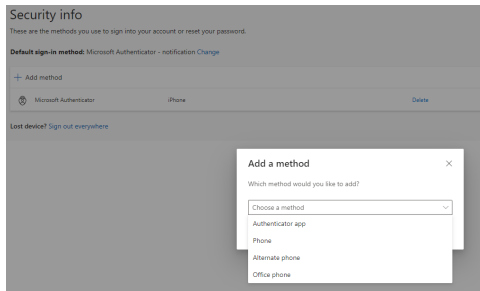 Security info
These are the methods you use to sign into your account or reset your password.
Default sign-in method: Microsoft Authenticator - notification Change
+ Add method
Microsoft Authenticator iPhone Delete
Lost device? Sign out everywhere
Add a method
Which method would you like to add?
Choose a method
Authenticator app
Phone
Alternate phone
Office phone